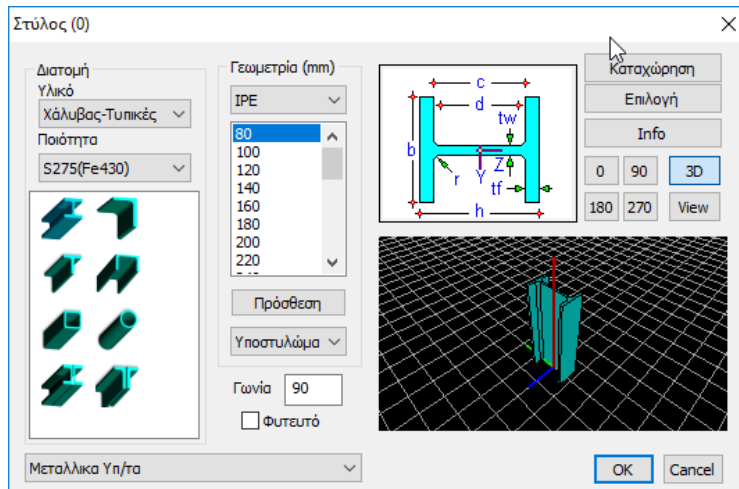 Στύλος (0)
Διατομή
Υλικό
Χάλυβας-Τυπικές
Ποιότητα
S275(Fe430)
Γεωμετρία (mm)
IPE
80
100
120
140
160
180
200
220
Πρόσθεση
Υποστυλώμα
Γωνία 90
Φυτευτό
c
d
tw
b
Z
r
Y
tf
h
Καταχώρηση
Επιλογή
Info
0 90 3D
180 270 View
Μεταλλικα Υπ/τα
OK Cancel